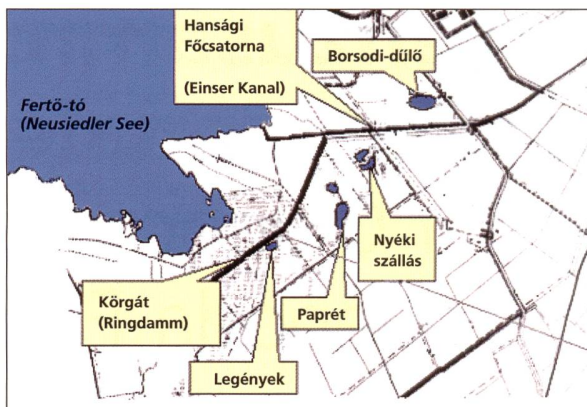 Hansági
Főcsatorna
(Einser Kanal)
Borsodi-dűlő
Fertő-tó
(Neusiedler See)
Nyéki
szállás
Körgát
(Ringdamm)
Paprét
Legények